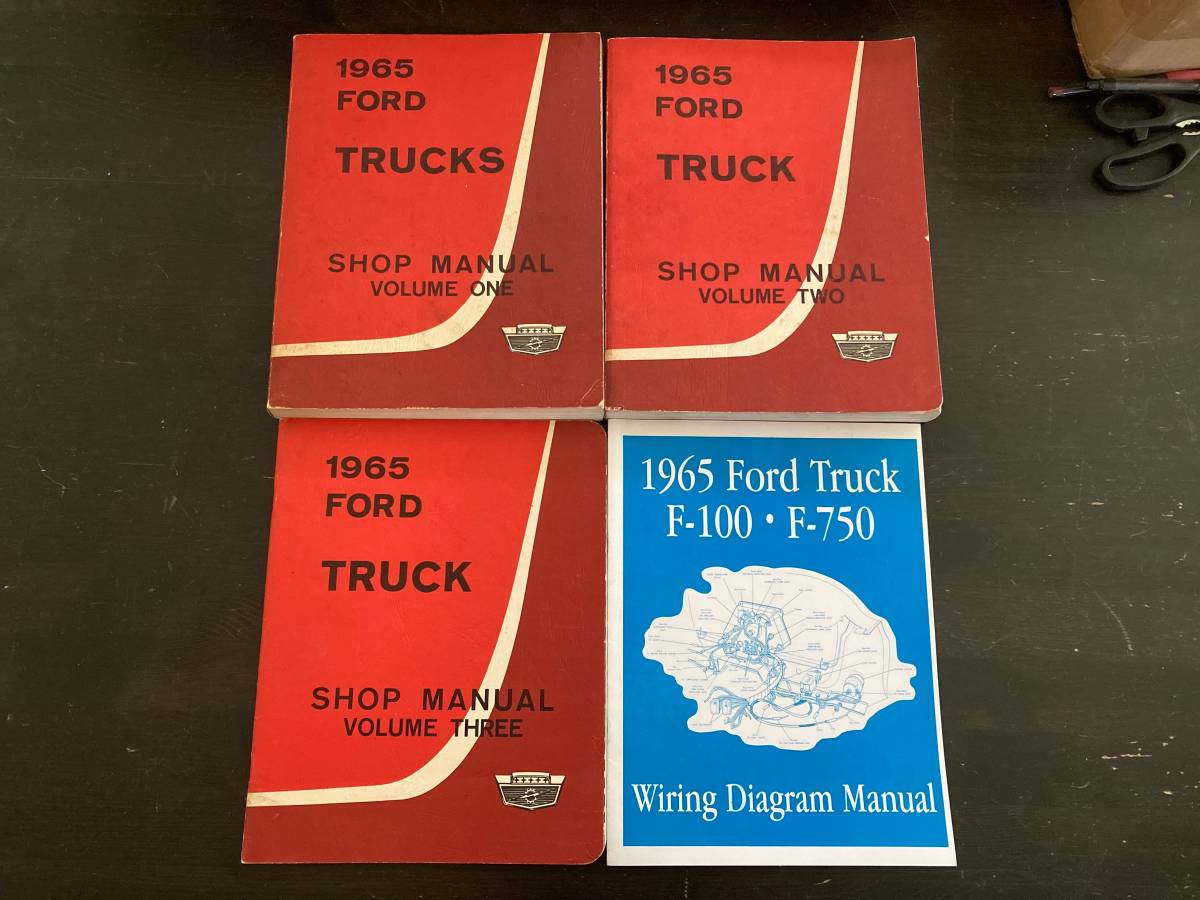 1965
FORD
TRUCKS
SHOP MANUAL
VOLUME ONE
1965
FORD
TRUCK
SHOP MANUAL
VOLUME TWO
1965
FORD
TRUCK
SHOP MANUAL
VOLUME THREE
1965 Ford Truck
F-100 • F-750
Wiring Diagram Manual